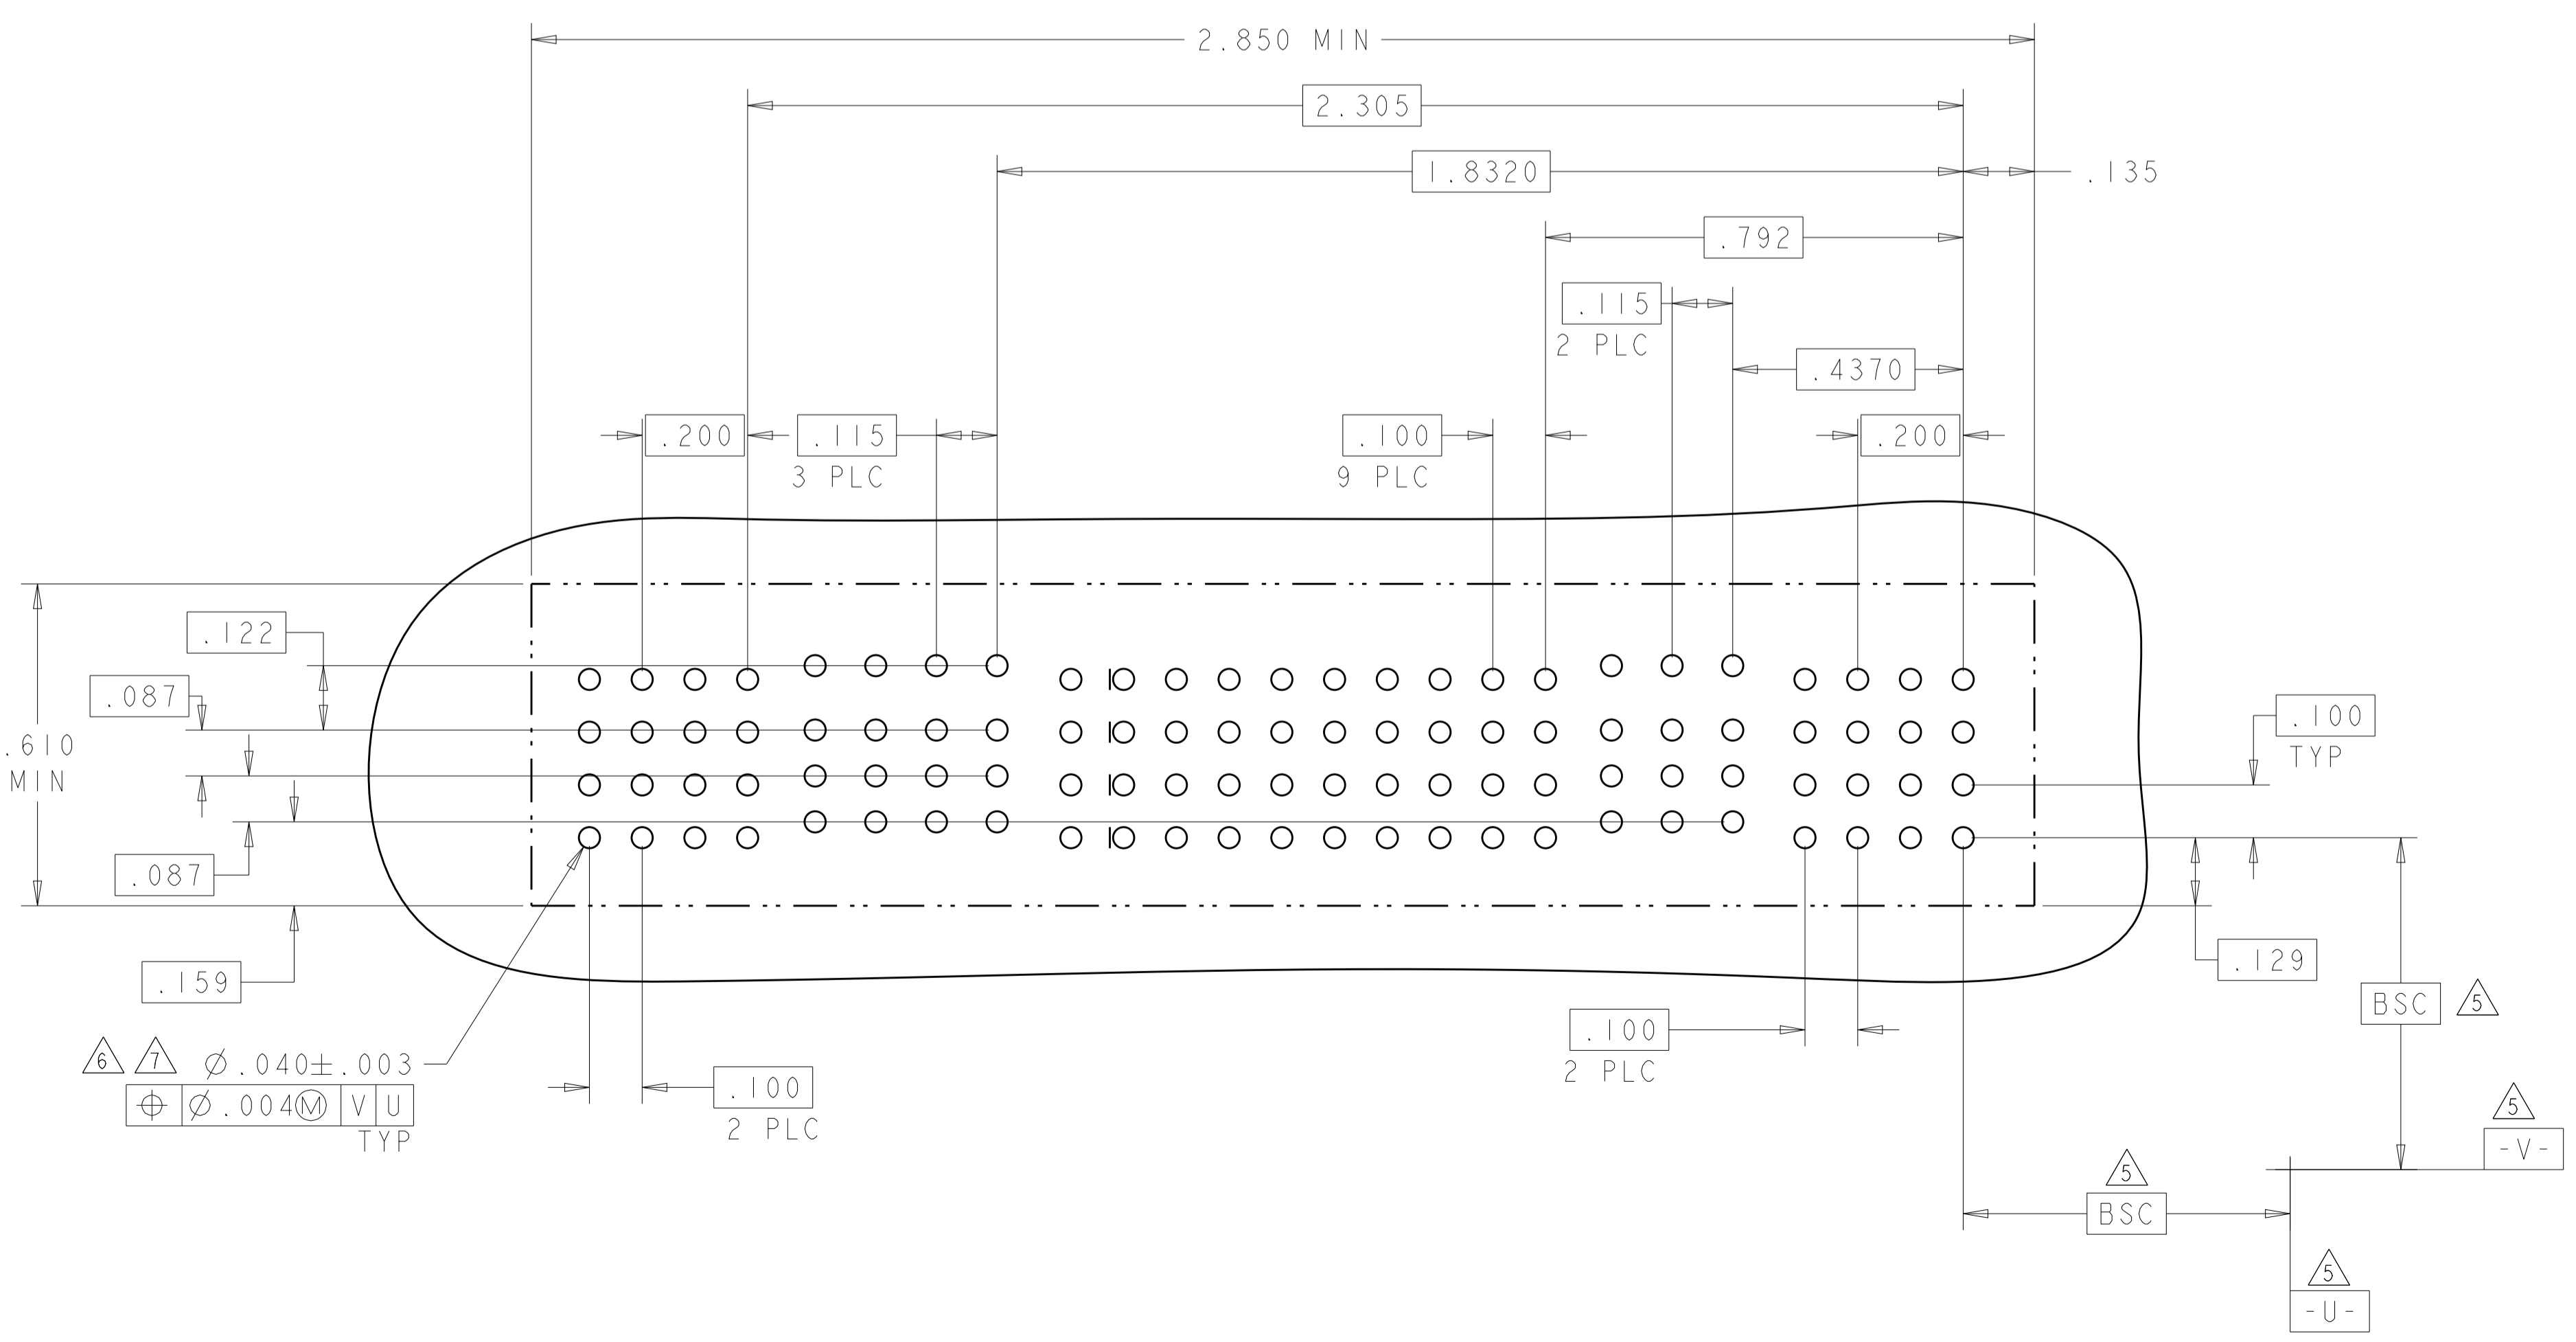 2.850 MIN
2.305
1.8320
.135
.792
.115
2 PLC
.4370
.200
.115
3 PLC
.100
9 PLC
.200
.122
.087
.610
MIN
.100
TYP
.087
.159
.129
BSC 5
6 7 Ø.040±.003
⌖ Ø.004Ⓜ V U
TYP
.100
2 PLC
.100
2 PLC
5
-V-
5
BSC
5
-U-